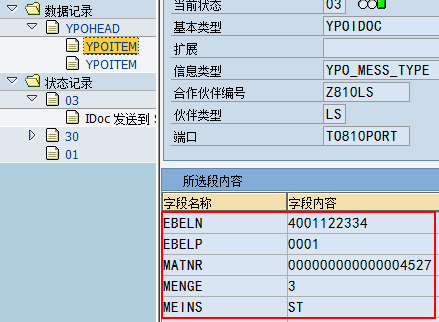 数据记录
YPOHEAD
YPOITEM
YPOITEM
状态记录
03
IDoc 发送到
30
01
当前状态 03
基本类型 YPOIDOC
扩展
信息类型 YPO_MESS_TYPE
合作伙伴编号 Z810LS
伙伴类型 LS
端口 TO810PORT
所选段内容
字段名称 字段内容
EBELN 4001122334
EBELP 0001
MATNR 000000000000004527
MENGE 3
MEINS ST